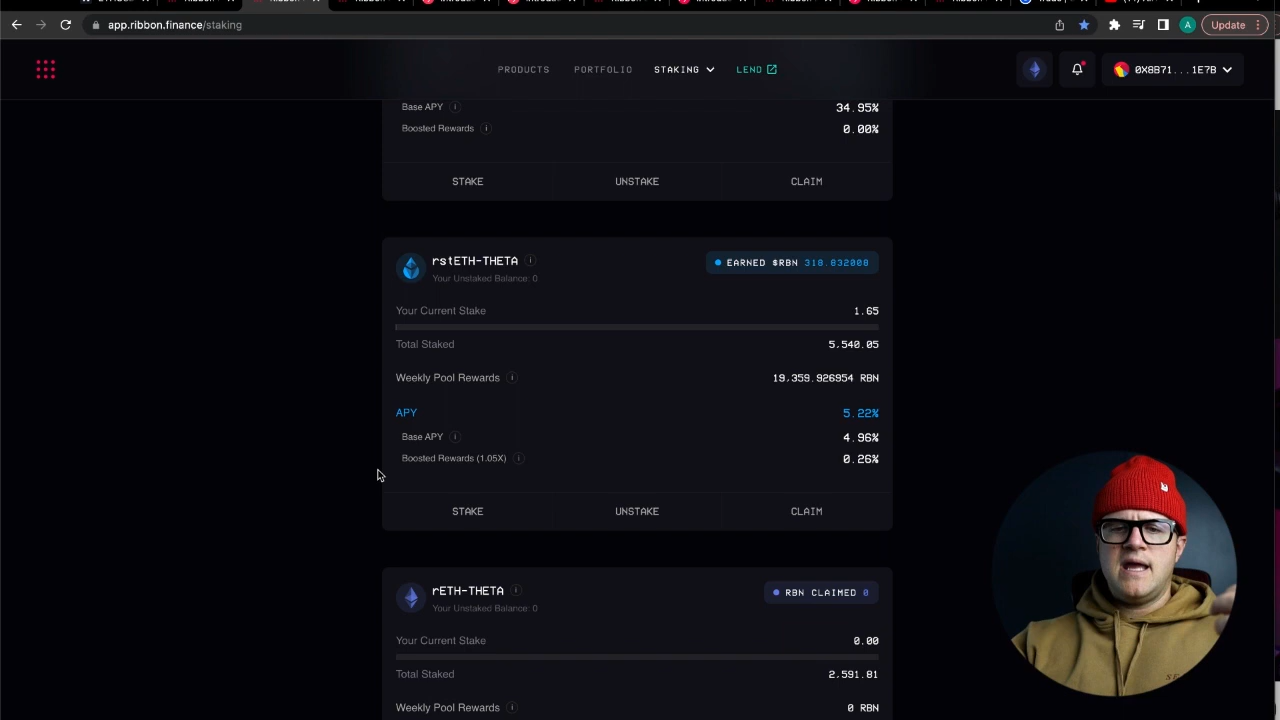 app.ribbon.finance/staking
A
Update
PRODUCTS PORTFOLIO STAKING LEND 0X8B71...1E7B
Base APY 34.95%
Boosted Rewards 0.00%
STAKE UNSTAKE CLAIM
rstETH-THETA EARNED $RBN 318.832008
Your Unstaked Balance: 0
Your Current Stake 1.65
Total Staked 5,540.05
Weekly Pool Rewards 19,359.926954 RBN
APY 5.22%
Base APY 4.96%
Boosted Rewards (1.05X) 0.26%
STAKE UNSTAKE CLAIM
rETH-THETA RBN CLAIMED 0
Your Unstaked Balance: 0
Your Current Stake 0.00
Total Staked 2,591.81
Weekly Pool Rewards 0 RBN